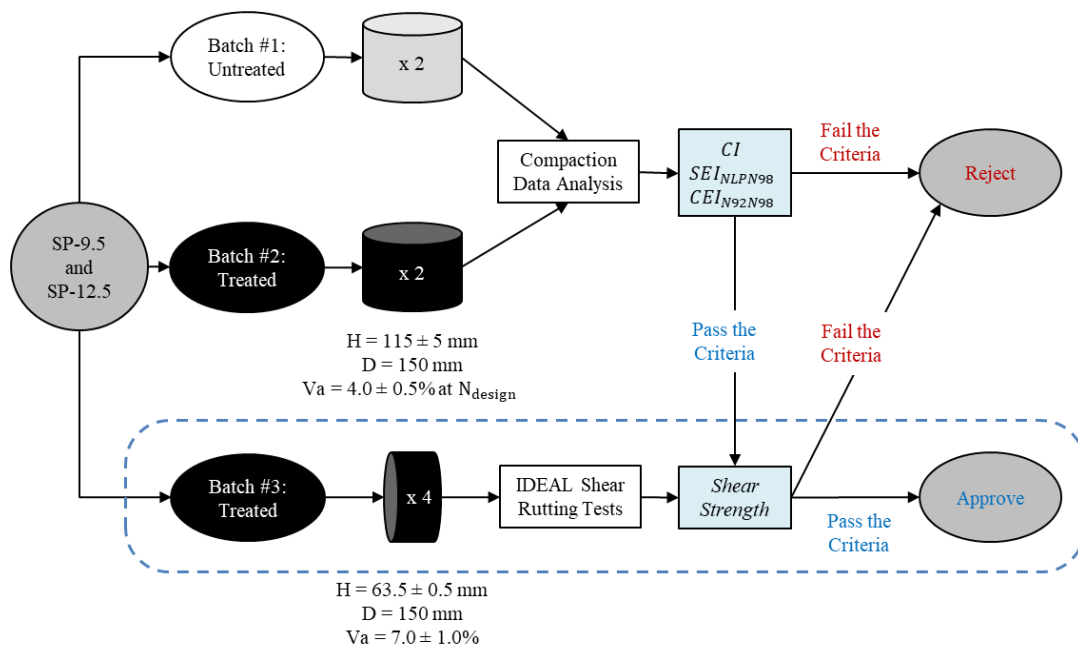 Batch #1:
Untreated
x 2
Compaction
Data Analysis
CI
SEI_NLPN98
CEI_N92N98
Fail the
Criteria
Reject
SP-9.5
and
SP-12.5
Batch #2:
Treated
x 2
H = 115 ± 5 mm
D = 150 mm
Va = 4.0 ± 0.5% at N_design
Pass the
Criteria
Fail the
Criteria
Batch #3:
Treated
x 4
IDEAL Shear
Rutting Tests
Shear
Strength
Pass the
Criteria
Approve
H = 63.5 ± 0.5 mm
D = 150 mm
Va = 7.0 ± 1.0%